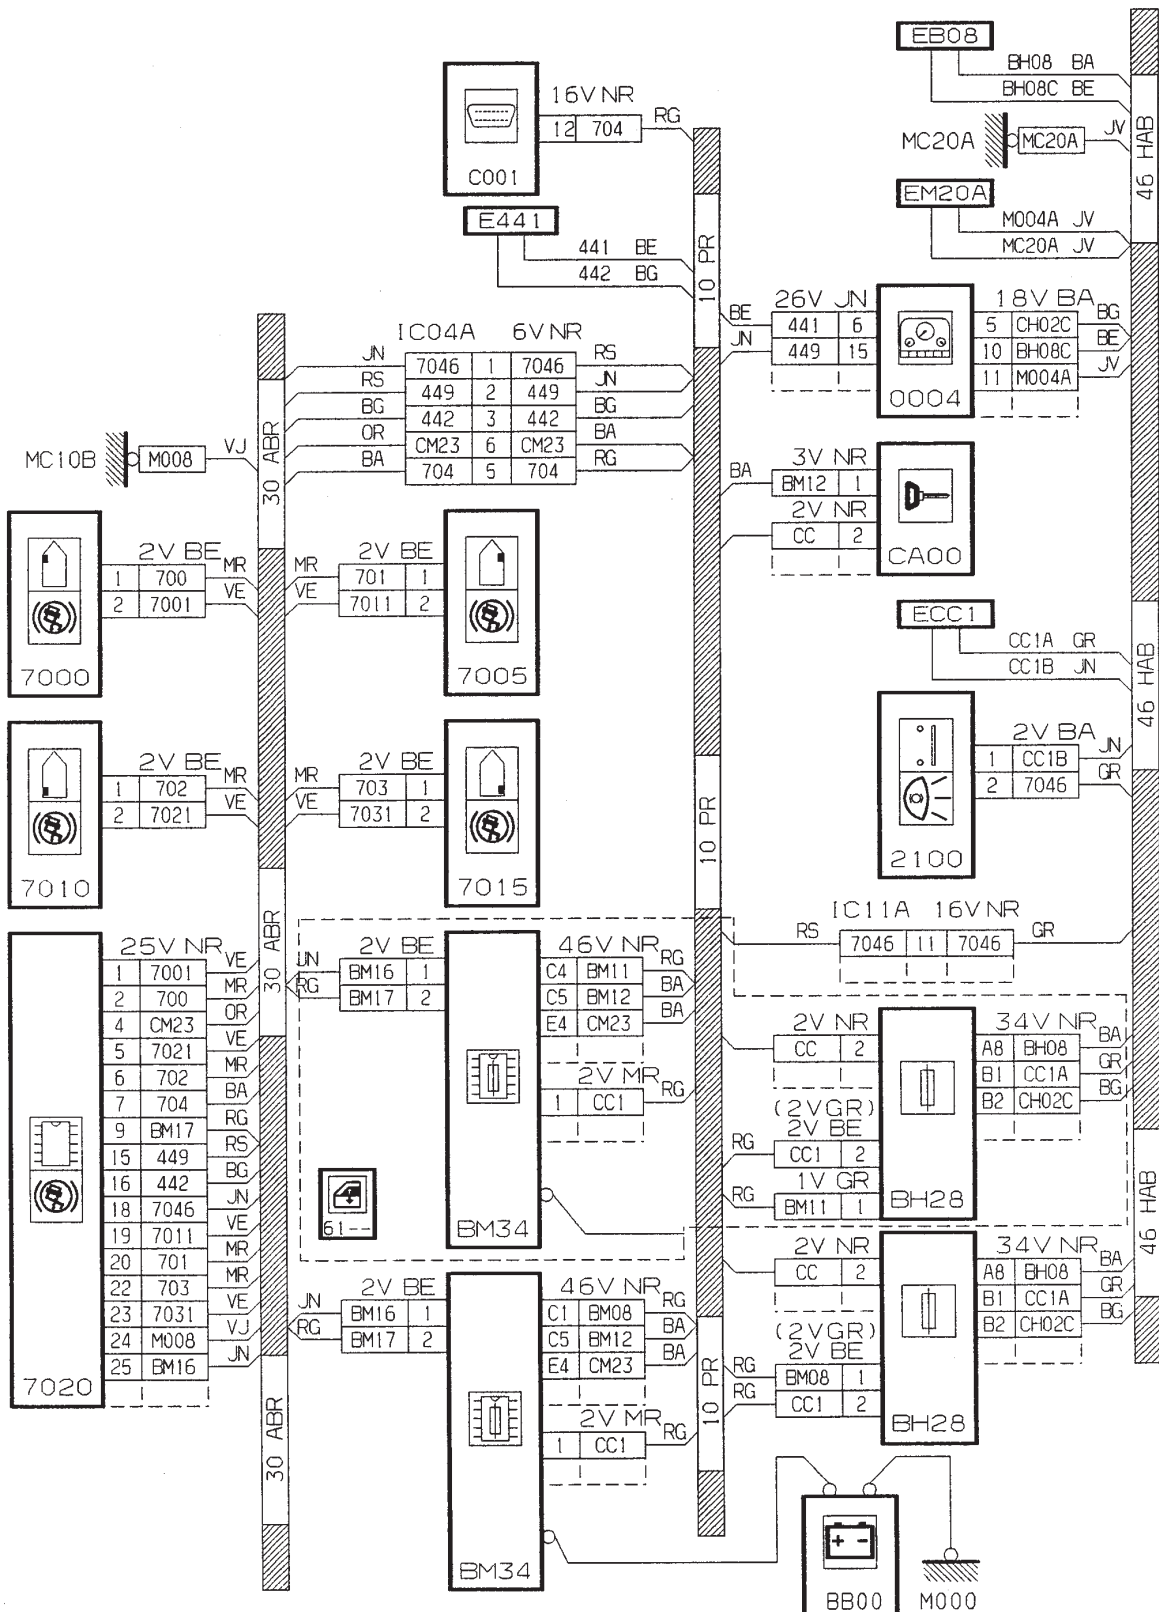 EB08
BH08 BA
BH08C BE
MC20A
MC20A
JV
46 HAB
EM20A
M004A JV
MC20A JV
C001
16V NR
12 704
RG
E441
441 BE
442 BG
10 PR
0004
26V JN
BE 441 6
JN 449 15
18V BA
5 CH02C BG
10 BH08C BE
11 M004A JV
IC04A 6V NR
JN 7046 1 7046 RS
RS 449 2 449 JN
BG 442 3 442 BG
OR CM23 6 CM23 BA
BA 704 5 704 RG
MC10B
M008
VJ
30 ABR
CA00
3V NR
BA BM12 1
2V NR
CC 2
7000
2V BE
1 700 MR
2 7001 VE
7005
2V BE
MR 701 1
VE 7011 2
ECC1
CC1A GR
CC1B JN
46 HAB
2100
2V BA
1 CC1B JN
2 7046 GR
7010
2V BE
1 702 MR
2 7021 VE
7015
2V BE
MR 703 1
VE 7031 2
10 PR
IC11A 16V NR
RS 7046 11 7046 GR
30 ABR
7020
25V NR
1 7001 VE
2 700 MR
4 CM23 OR
5 7021 VE
6 702 MR
7 704 BA
9 BM17 RG
15 449 RS
16 442 BG
18 7046 JN
19 7011 VE
20 701 MR
22 703 MR
23 7031 VE
24 M008 VJ
25 BM16 JN
BM34
2V BE
JN BM16 1
RG BM17 2
46V NR
C4 BM11 RG
C5 BM12 BA
E4 CM23 BA
2V MR
1 CC1 RG
61--
BH28
2V NR
CC 2
(2VGR)
2V BE
RG CC1 2
1V GR
RG BM11 1
34V NR
A8 BH08 BA
B1 CC1A GR
B2 CH02C BG
46 HAB
BM34
2V BE
JN BM16 1
RG BM17 2
46V NR
C1 BM08 RG
C5 BM12 BA
E4 CM23 BA
2V MR
1 CC1 RG
30 ABR
10 PR
BH28
2V NR
CC 2
(2VGR)
2V BE
RG BM08 1
RG CC1 2
34V NR
A8 BH08 BA
B1 CC1A GR
B2 CH02C BG
+ -
BB00
M000